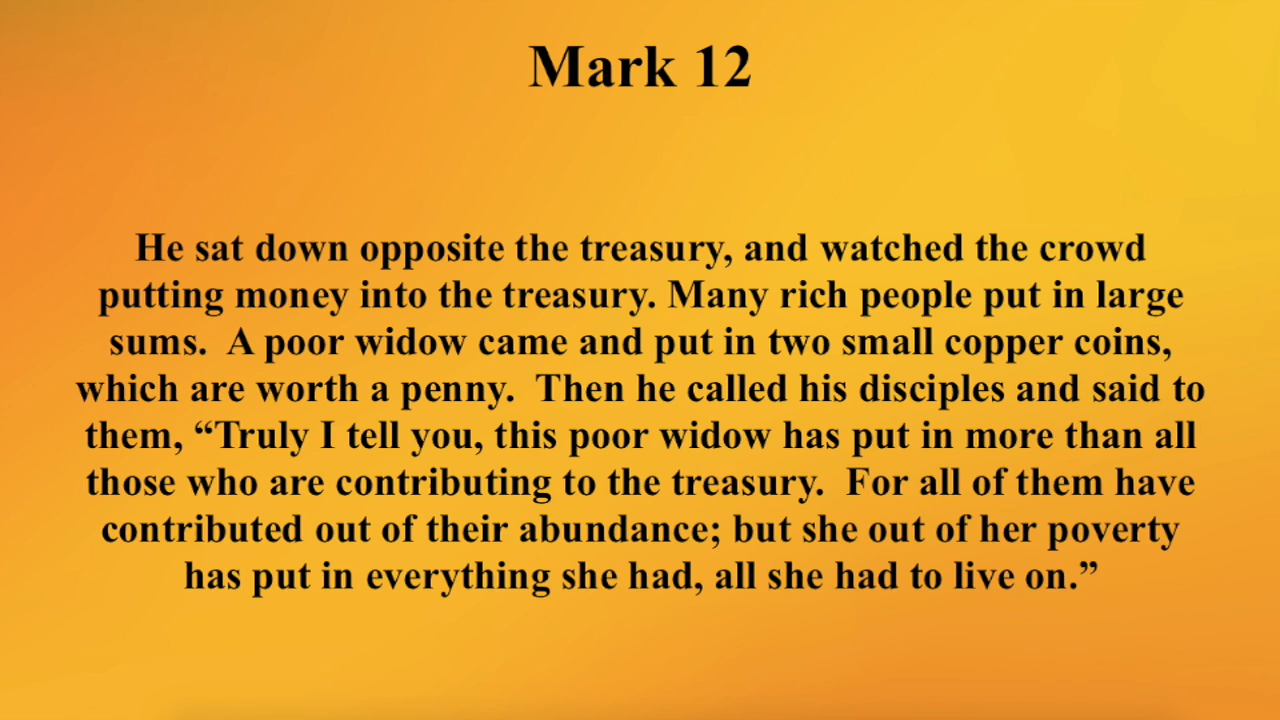 Mark 12
He sat down opposite the treasury, and watched the crowd
putting money into the treasury. Many rich people put in large
sums.  A poor widow came and put in two small copper coins,
which are worth a penny.  Then he called his disciples and said to
them, “Truly I tell you, this poor widow has put in more than all
those who are contributing to the treasury.  For all of them have
contributed out of their abundance; but she out of her poverty
has put in everything she had, all she had to live on.”